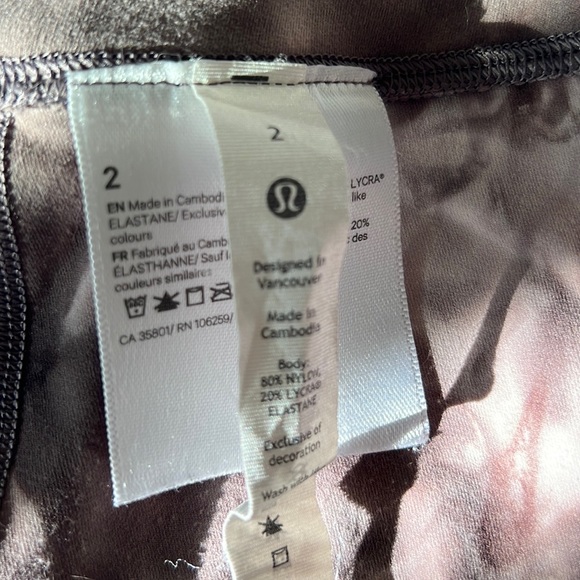 2
EN Made in Cambodi
LYCRA®
ELASTANE/ Exclusiv
like
colours
20%
FR Fabriqué au Camb
des
ÉLASTHANNE/ Sauf
couleurs similaires
CA 35801/ RN 106259/
2
Designed in
Vancouver
Made in
Cambodia
Body:
80% NYLON,
20% LYCRA®
ELASTANE
Exclusive of
decoration
Wash with